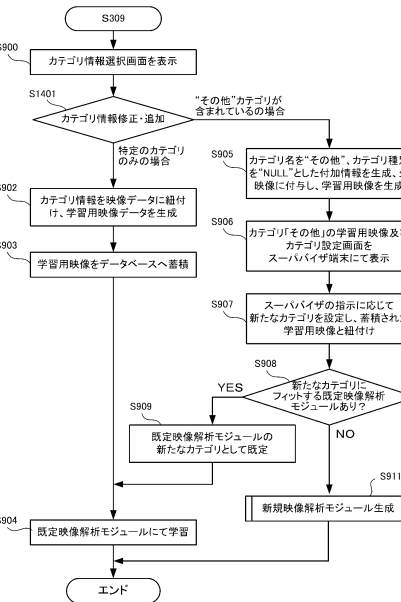 S309
S900
カテゴリ情報選択画面を表示
S1401
カテゴリ情報修正・追加
“その他”カテゴリが
含まれているの場合
特定のカテゴリ
のみの場合
S902
カテゴリ情報を映像データに紐付
け、学習用映像データを生成
S903
学習用映像をデータベースへ蓄積
S905
カテゴリ名を“その他”、カテゴリ種別
を“NULL”とした付加情報を生成、
映像に付与し、学習用映像を生成
S906
カテゴリ「その他」の学習用映像及
カテゴリ設定画面を
スーパバイザ端末にて表示
S907
スーパバイザの指示に応じて
新たなカテゴリを設定し、蓄積された
学習用映像と紐付け
S908
新たなカテゴリに
フィットする既定映像解析
モジュールあり？
YES
NO
S909
既定映像解析モジュールの
新たなカテゴリとして既定
S911
新規映像解析モジュール生成
S904
既定映像解析モジュールにて学習
エンド